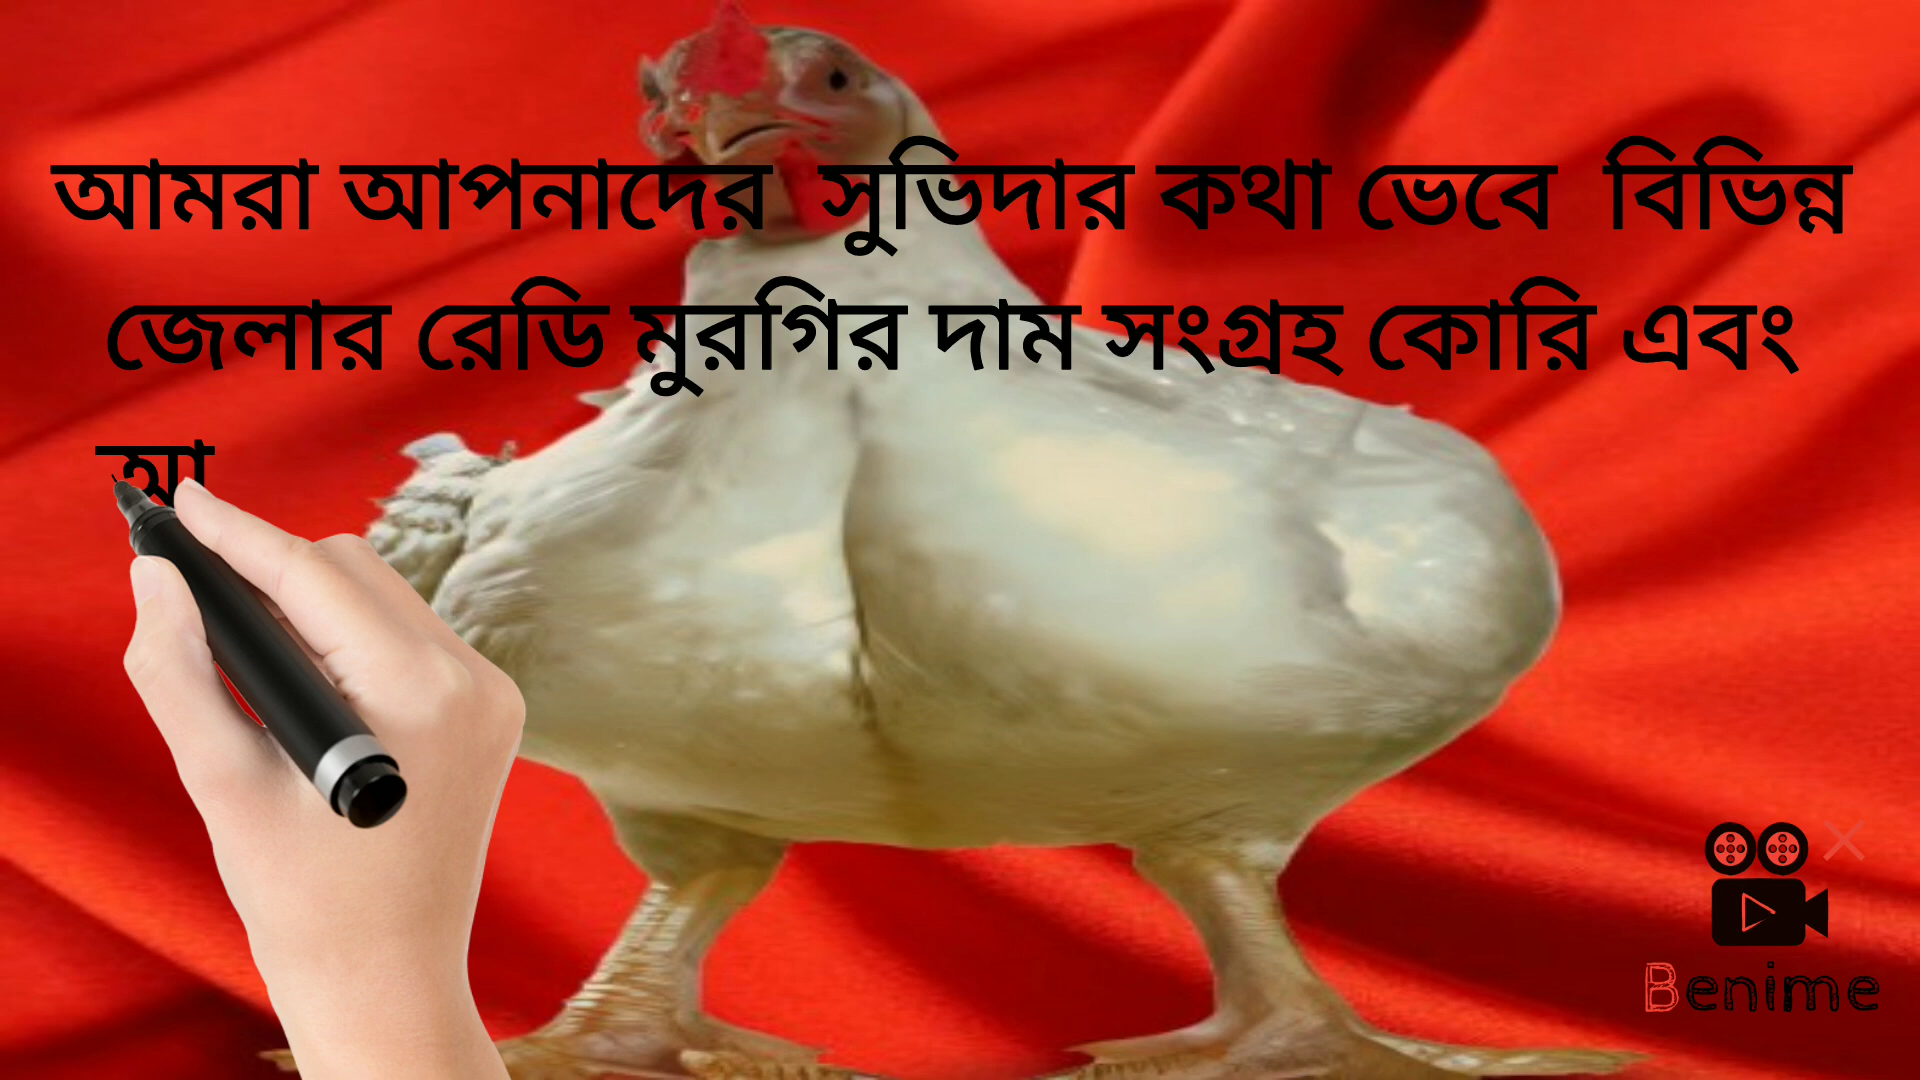 আমরা আপনাদের সুভিদার কথা ভেবে বিভিন্ন
জেলার রেডি মুরগির দাম সংগ্রহ কোরি এবং
আ
Benime